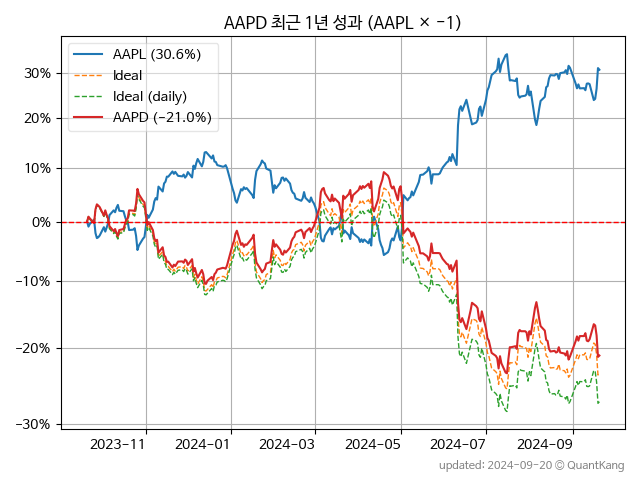 AAPD 최근 1년 성과 (AAPL × −1)
AAPL (30.6%)
Ideal
Ideal (daily)
AAPD (−21.0%)
30%
20%
10%
0%
−10%
−20%
−30%
2023−11
2024−01
2024−03
2024−05
2024−07
2024−09
updated: 2024-09-20 © QuantKang